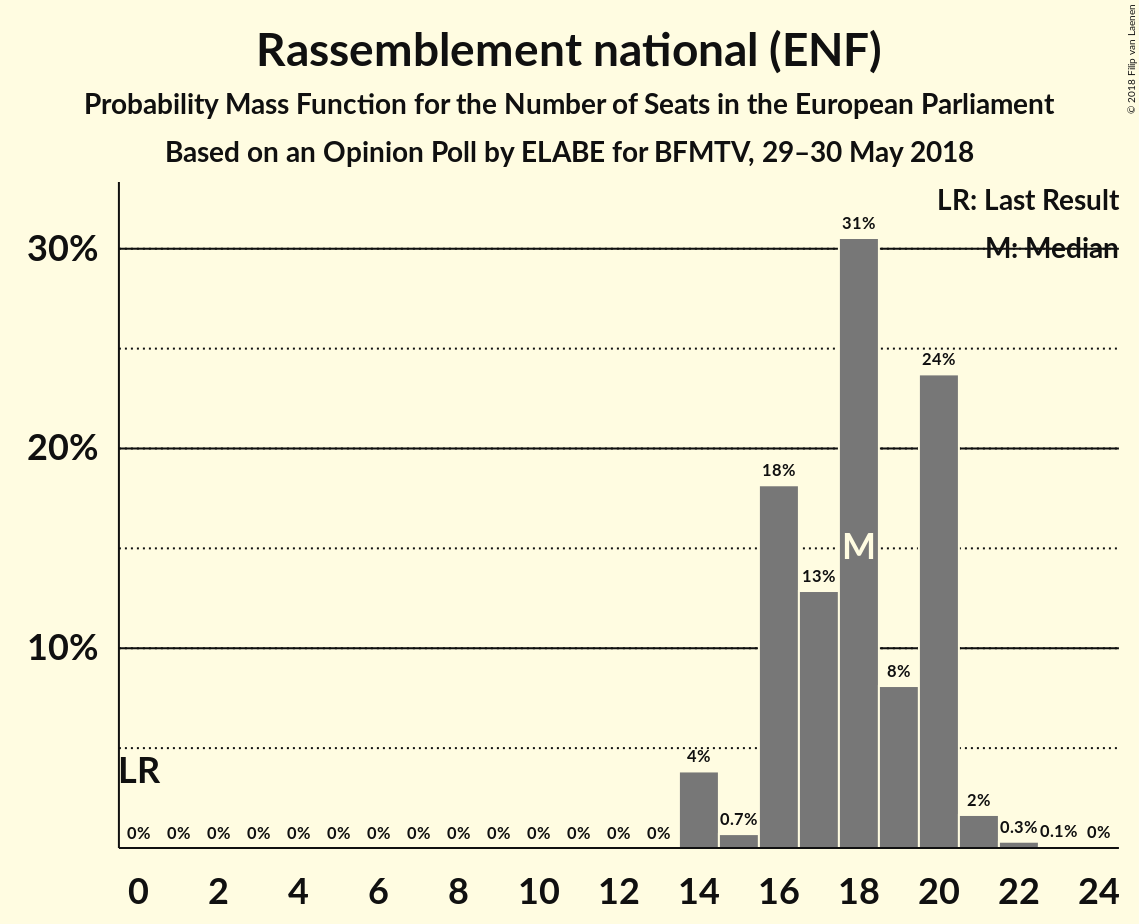 Rassemblement national (ENF)
Probability Mass Function for the Number of Seats in the European Parliament
Based on an Opinion Poll by ELABE for BFMTV, 29–30 May 2018
© 2018 Filip van Laenen
LR: Last Result
M: Median
30%
20%
10%
31%
24%
18%
13%
8%
4%
2%
0.7%
0.3%
0.1%
0%
M
LR
0% 0% 0% 0% 0% 0% 0% 0% 0% 0% 0% 0% 0% 0%
0 2 4 6 8 10 12 14 16 18 20 22 24